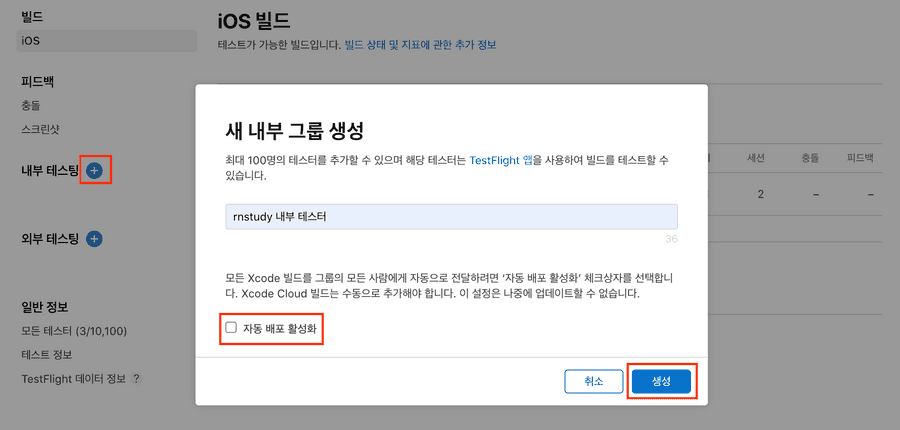 빌드
iOS
피드백
충돌
스크린샷
내부 테스팅
외부 테스팅
일반 정보
모든 테스터 (3/10,100)
테스트 정보
TestFlight 데이터 정보 ?
iOS 빌드
테스트가 가능한 빌드입니다. 빌드 상태 및 지표에 관한 추가 정보
세션 충돌 피드백
2 – –
새 내부 그룹 생성
최대 100명의 테스터를 추가할 수 있으며 해당 테스터는 TestFlight 앱을 사용하여 빌드를 테스트할 수
있습니다.
rnstudy 내부 테스터
36
모든 Xcode 빌드를 그룹의 모든 사람에게 자동으로 전달하려면 ‘자동 배포 활성화’ 체크상자를 선택합니
다. Xcode Cloud 빌드는 수동으로 추가해야 합니다. 이 설정은 나중에 업데이트할 수 없습니다.
자동 배포 활성화
취소
생성